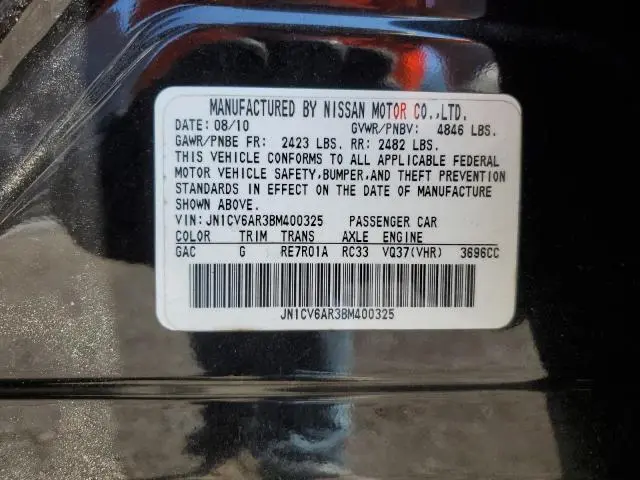 MANUFACTURED BY NISSAN MOTOR CO.,LTD.
DATE: 08/10 GVWR/PNBV: 4846 LBS.
GAWR/PNBE FR: 2423 LBS. RR: 2482 LBS.
THIS VEHICLE CONFORMS TO ALL APPLICABLE FEDERAL
MOTOR VEHICLE SAFETY,BUMPER,AND THEFT PREVENTION
STANDARDS IN EFFECT ON THE DATE OF MANUFACTURE
SHOWN ABOVE.
VIN: JN1CV6AR3BM400325 PASSENGER CAR
COLOR TRIM TRANS AXLE ENGINE
GAC G RE7R01A RC33 VQ37(VHR) 3696CC
JN1CV6AR3BM400325